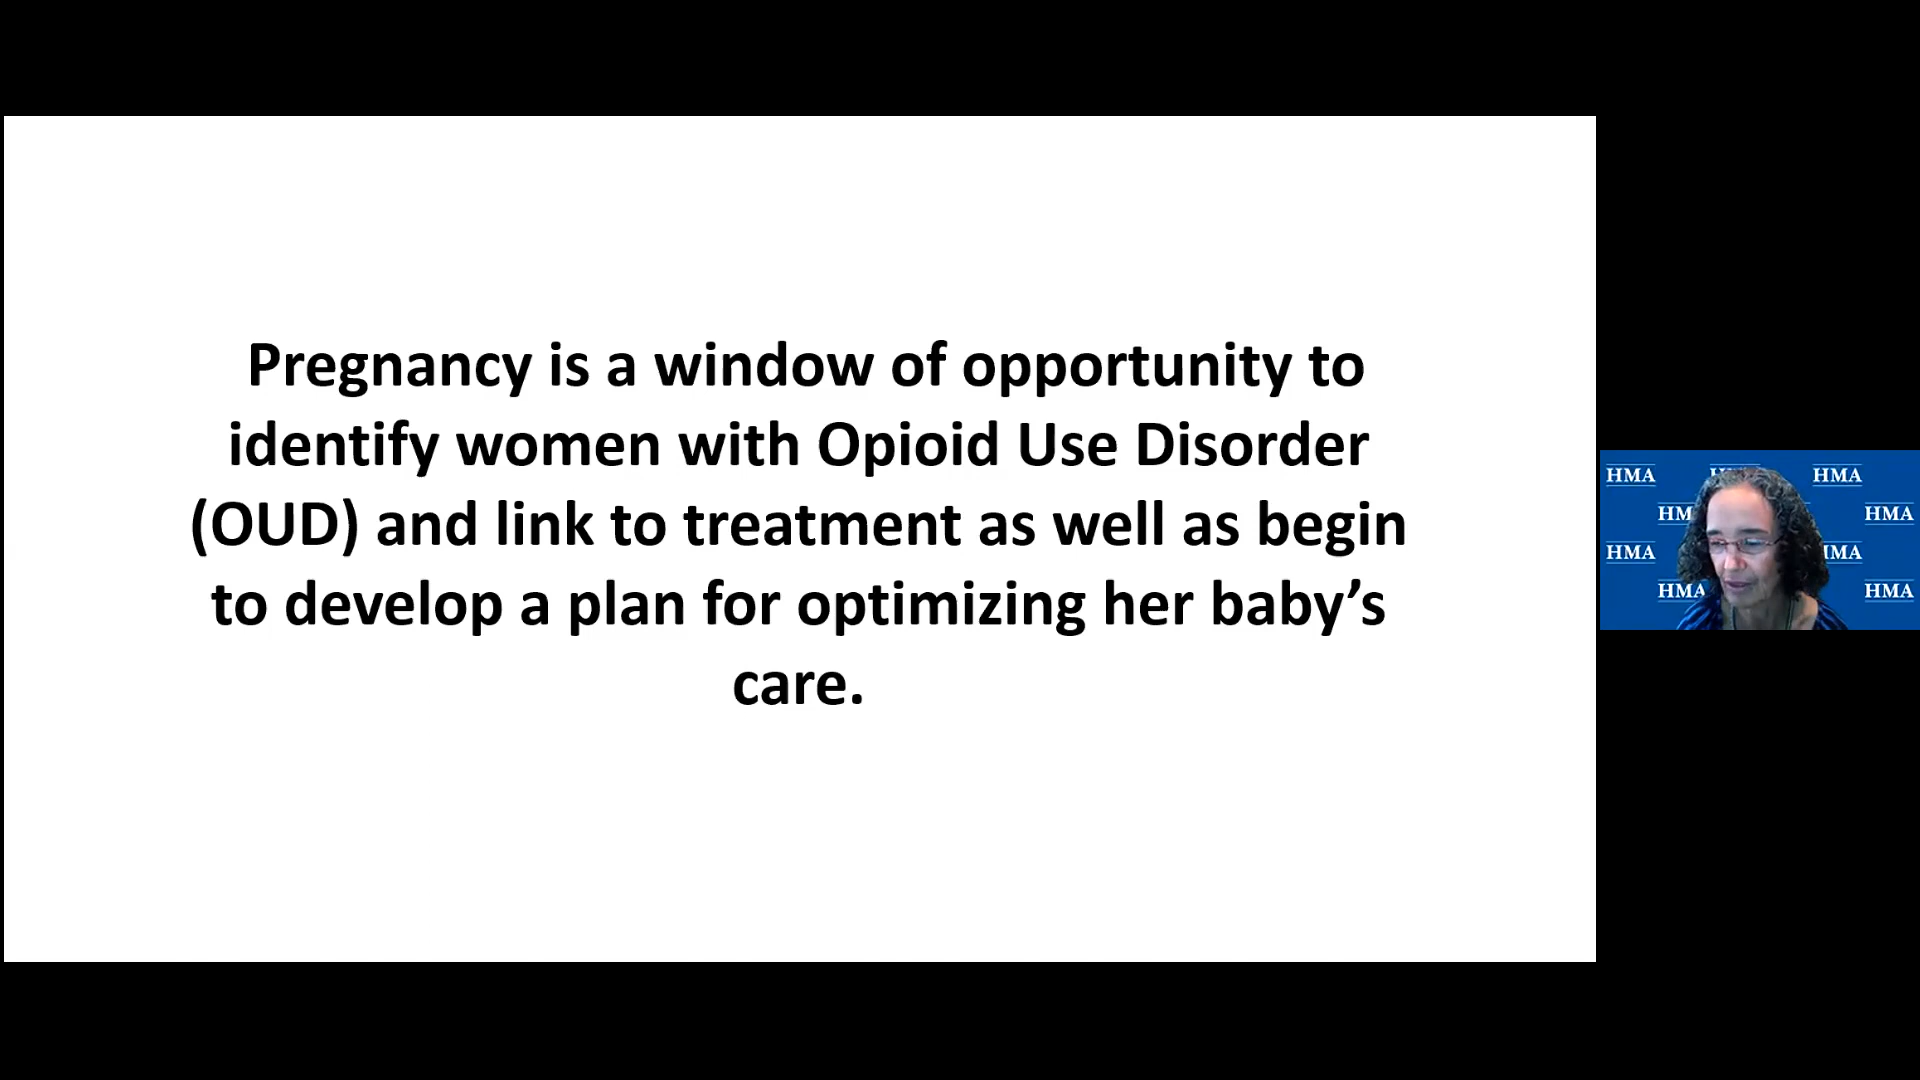 Pregnancy is a window of opportunity to
identify women with Opioid Use Disorder
(OUD) and link to treatment as well as begin
to develop a plan for optimizing her baby’s
care.
HMA
HMA
HMA
HMA
HMA
HMA